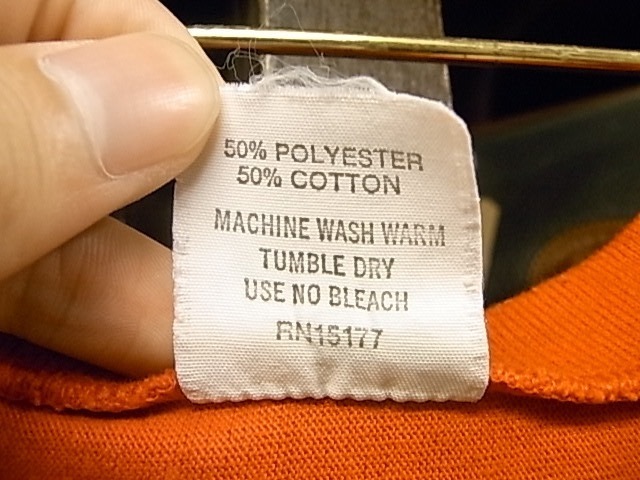 50% POLYESTER
50% COTTON
MACHINE WASH WARM
TUMBLE DRY
USE NO BLEACH
RN15177